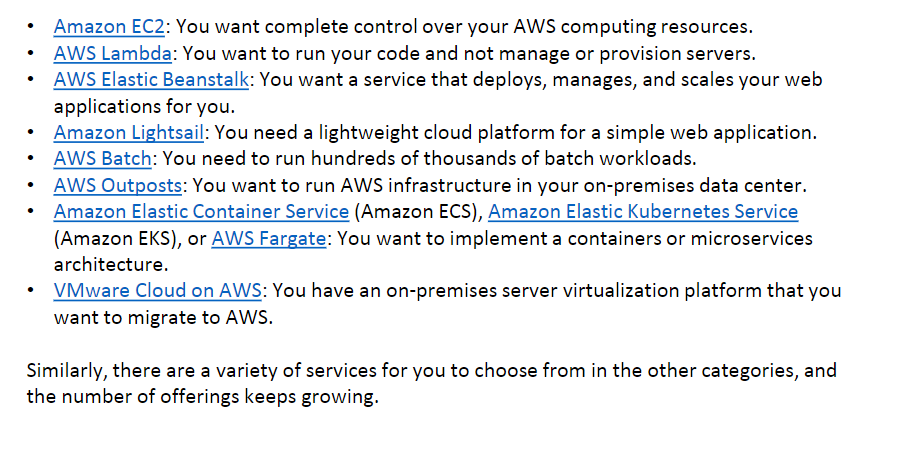 • Amazon EC2: You want complete control over your AWS computing resources.
• AWS Lambda: You want to run your code and not manage or provision servers.
• AWS Elastic Beanstalk: You want a service that deploys, manages, and scales your web
applications for you.
• Amazon Lightsail: You need a lightweight cloud platform for a simple web application.
• AWS Batch: You need to run hundreds of thousands of batch workloads.
• AWS Outposts: You want to run AWS infrastructure in your on-premises data center.
• Amazon Elastic Container Service (Amazon ECS), Amazon Elastic Kubernetes Service
(Amazon EKS), or AWS Fargate: You want to implement a containers or microservices
architecture.
• VMware Cloud on AWS: You have an on-premises server virtualization platform that you
want to migrate to AWS.
Similarly, there are a variety of services for you to choose from in the other categories, and
the number of offerings keeps growing.